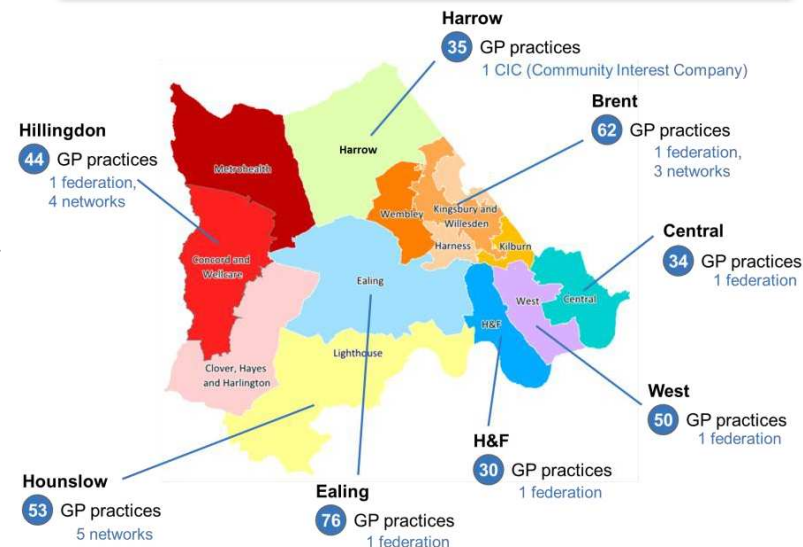 Harrow
35 GP practices
1 CIC (Community Interest Company)
Brent
62 GP practices
1 federation,
3 networks
Hillingdon
44 GP practices
1 federation,
4 networks
Central
34 GP practices
1 federation
West
50 GP practices
1 federation
H&F
30 GP practices
1 federation
Ealing
76 GP practices
1 federation
Hounslow
53 GP practices
5 networks
Metrohealth
Harrow
Wembley
Kingsbury and
Willesden
Harness
Kilburn
Concord and
Wellcare
Ealing
West
Central
H&F
Lighthouse
Clover, Hayes
and Harlington